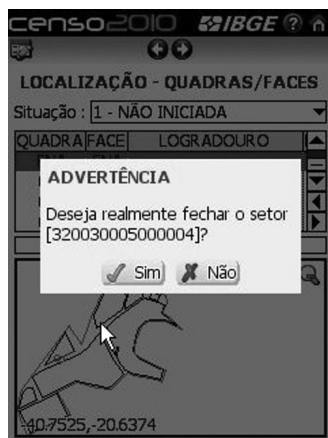 censo2010 IBGE ?
LOCALIZAÇÃO - QUADRAS/FACES
Situação : 1 - NÃO INICIADA
QUADRA FACE LOGRADOURO
ADVERTÊNCIA
Deseja realmente fechar o setor
[320030005000004]?
Sim Não
-40.7525,-20.6374